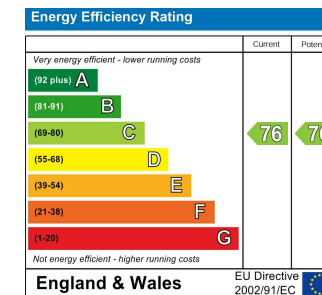 Energy Efficiency Rating
Current
Very energy efficient - lower running costs
(92 plus) A
(81-91) B
(69-80) C 76
(55-68) D
(39-54) E
(21-38) F
(1-20) G
Not energy efficient - higher running costs
England & Wales
EU Directive
2002/91/EC